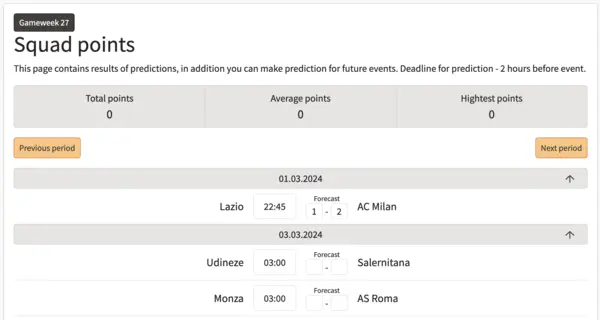 Gameweek 27
Squad points
This page contains results of predictions, in addition you can make prediction for future events. Deadline for prediction - 2 hours before event.
Total points Average points Highest points
0 0 0
Previous period Next period
01.03.2024
Forecast
Lazio 22:45 1 - 2 AC Milan
03.03.2024
Forecast
Udineze 03:00 - Salernitana
Forecast
Monza 03:00 - AS Roma